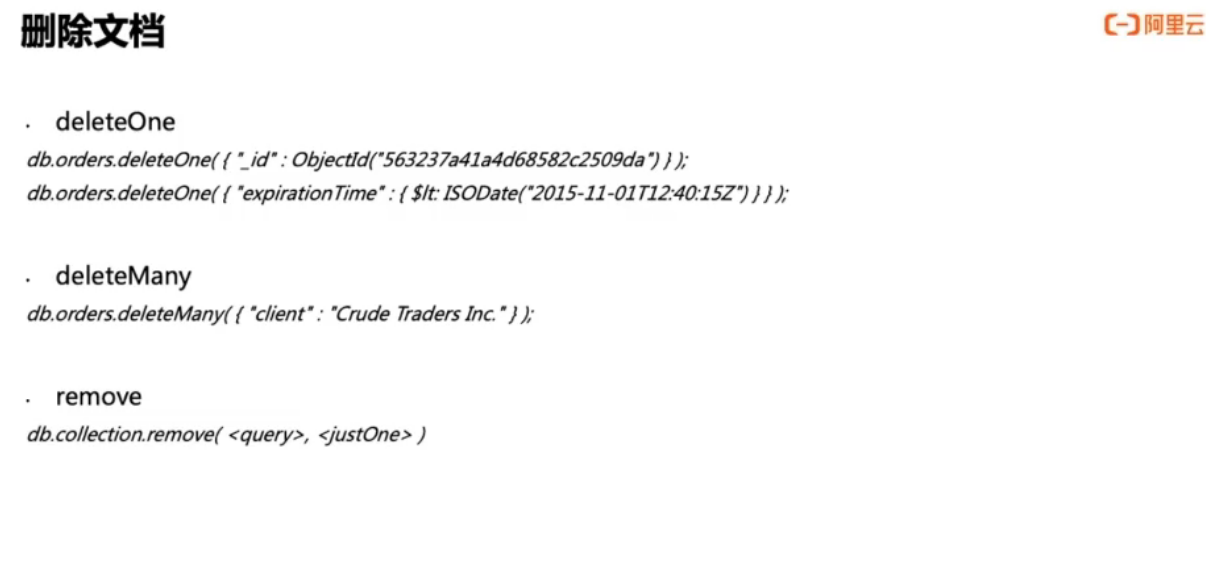 删除文档
阿里云
· deleteOne
db.orders.deleteOne( { "_id" : ObjectId("563237a41a4d68582c2509da") } );
db.orders.deleteOne( { "expirationTime" : { $lt: ISODate("2015-11-01T12:40:15Z") } } );
· deleteMany
db.orders.deleteMany( { "client" : "Crude Traders Inc." } );
· remove
db.collection.remove( <query>, <justOne> )